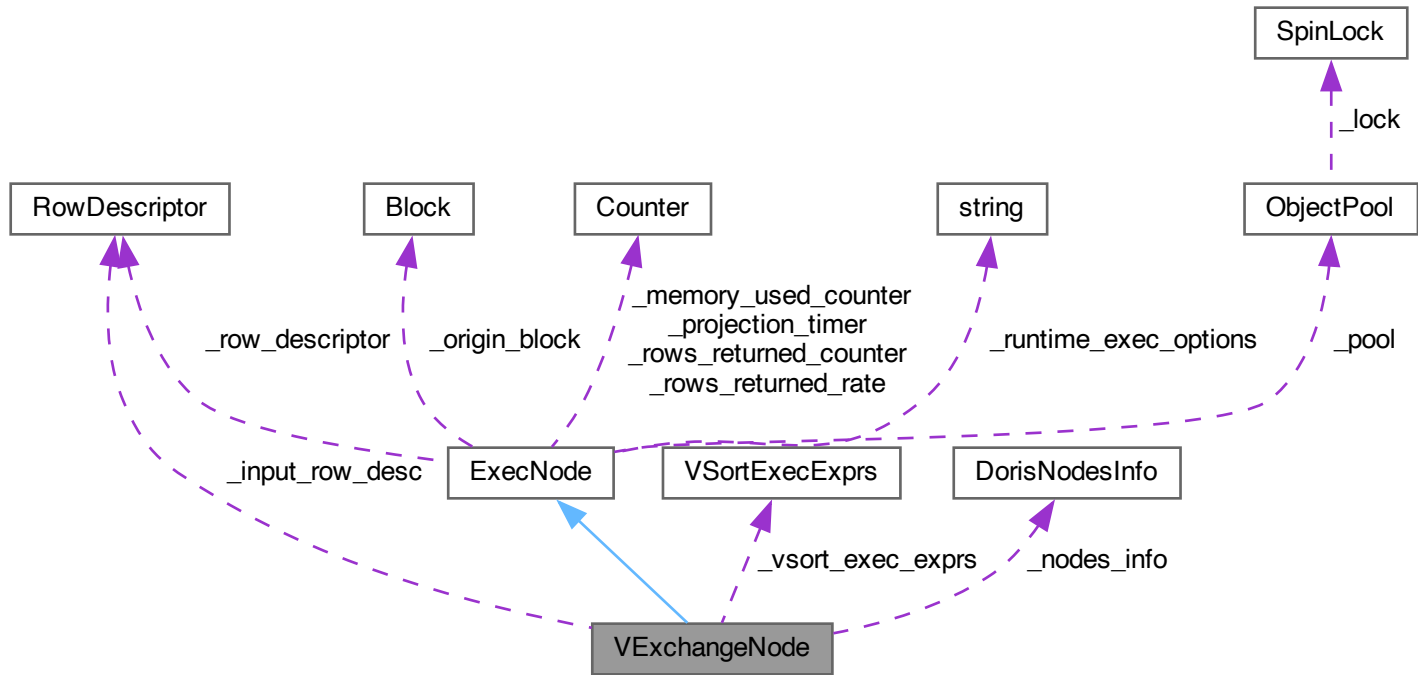 SpinLock
_lock
RowDescriptor
Block
Counter
string
ObjectPool
_row_descriptor
_origin_block
_memory_used_counter
_projection_timer
_rows_returned_counter
_rows_returned_rate
_runtime_exec_options
_pool
_input_row_desc
ExecNode
VSortExecExprs
DorisNodesInfo
_vsort_exec_exprs
_nodes_info
VExchangeNode